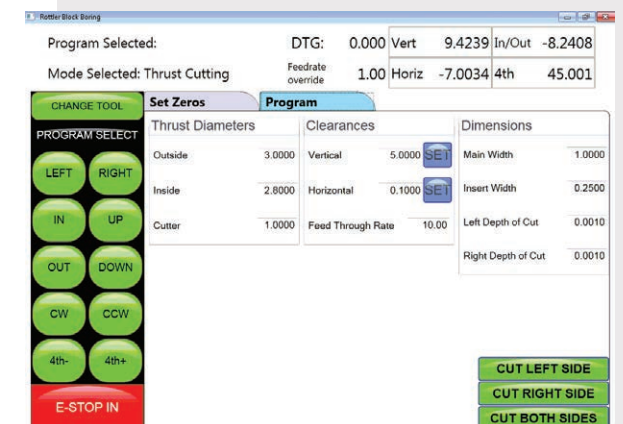 Rottler Block Boring
Program Selected: DTG: 0.000 Vert 9.4239 In/Out -8.2408
Mode Selected: Thrust Cutting Feedrate override 1.00 Horiz -7.0034 4th 45.001
CHANGE TOOL Set Zeros Program
PROGRAM SELECT Thrust Diameters Clearances Dimensions
Outside 3.0000 Vertical 5.0000 SET Main Width 1.0000
LEFT RIGHT
Inside 2.8000 Horizontal 0.1000 SET Insert Width 0.2500
IN UP Cutter 1.0000 Feed Through Rate 10.00 Left Depth of Cut 0.0010
Right Depth of Cut 0.0010
OUT DOWN
CW CCW
4th- 4th+
CUT LEFT SIDE
CUT RIGHT SIDE
E-STOP IN
CUT BOTH SIDES